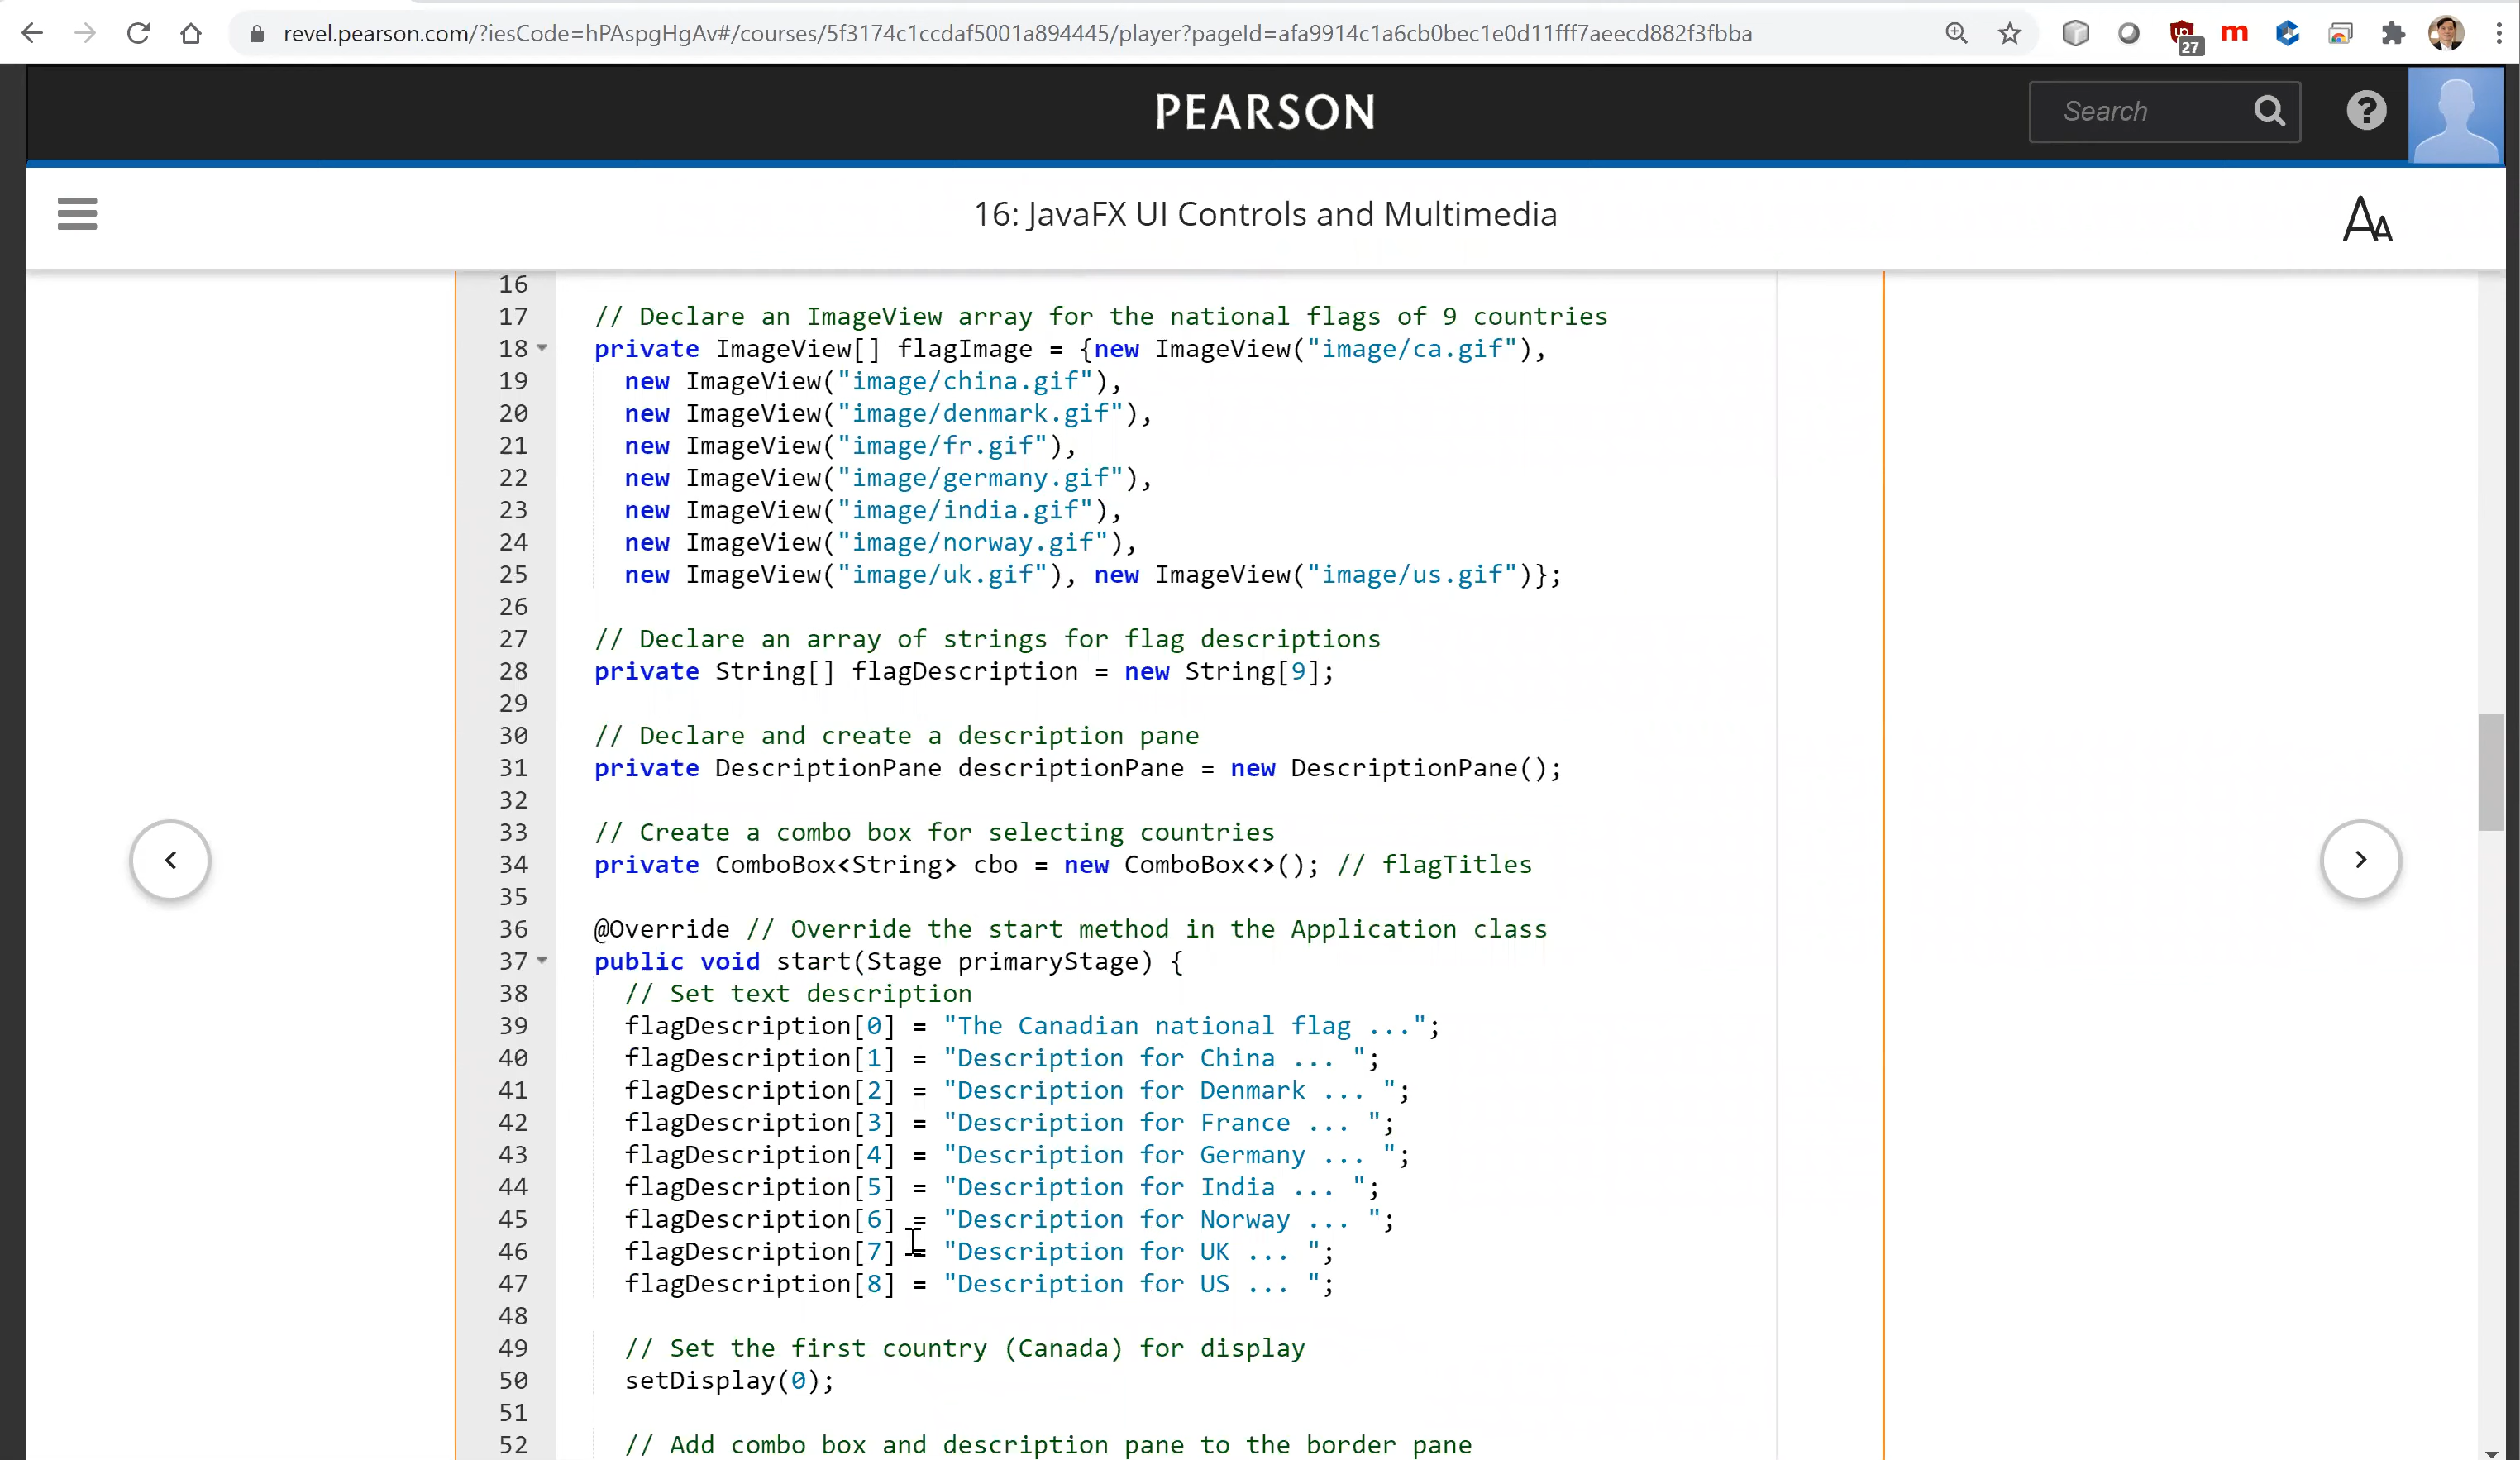 revel.pearson.com/?iesCode=hPAspgHgAv#/courses/5f3174c1ccdaf5001a894445/player?pageId=afa9914c1a6cb0bec1e0d11fff7aeecd882f3fbba
27
m
PEARSON
Search
?
16: JavaFX UI Controls and Multimedia
AA
16
17 // Declare an ImageView array for the national flags of 9 countries
18 private ImageView[] flagImage = {new ImageView("image/ca.gif"),
19 new ImageView("image/china.gif"),
20 new ImageView("image/denmark.gif"),
21 new ImageView("image/fr.gif"),
22 new ImageView("image/germany.gif"),
23 new ImageView("image/india.gif"),
24 new ImageView("image/norway.gif"),
25 new ImageView("image/uk.gif"), new ImageView("image/us.gif")};
26
27 // Declare an array of strings for flag descriptions
28 private String[] flagDescription = new String[9];
29
30 // Declare and create a description pane
31 private DescriptionPane descriptionPane = new DescriptionPane();
32
33 // Create a combo box for selecting countries
34 private ComboBox<String> cbo = new ComboBox<>(); // flagTitles
35
36 @Override // Override the start method in the Application class
37 public void start(Stage primaryStage) {
38 // Set text description
39 flagDescription[0] = "The Canadian national flag ...";
40 flagDescription[1] = "Description for China ... ";
41 flagDescription[2] = "Description for Denmark ... ";
42 flagDescription[3] = "Description for France ... ";
43 flagDescription[4] = "Description for Germany ... ";
44 flagDescription[5] = "Description for India ... ";
45 flagDescription[6] = "Description for Norway ... ";
46 flagDescription[7] = "Description for UK ... ";
47 flagDescription[8] = "Description for US ... ";
48
49 // Set the first country (Canada) for display
50 setDisplay(0);
51
52 // Add combo box and description pane to the border pane